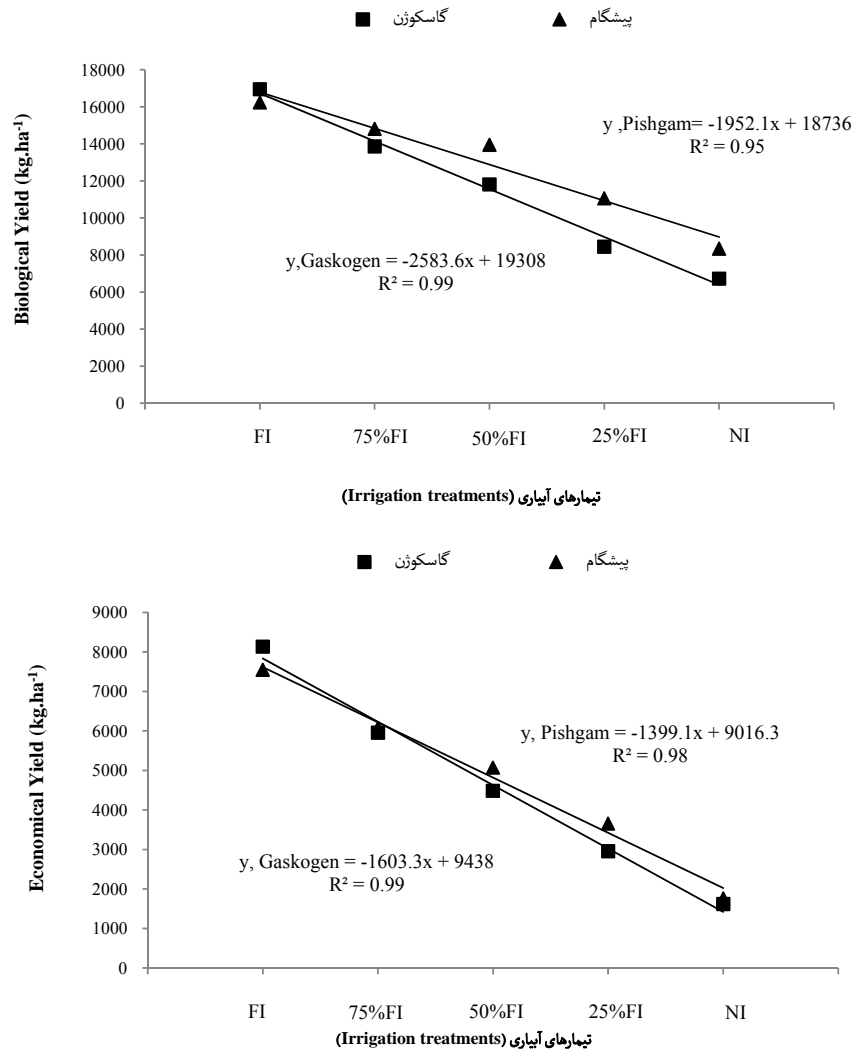 ■ گاسکوژن ▲ پیشگام
18000
16000
14000
12000
10000
8000
6000
4000
2000
0
Biological Yield (kg.ha⁻¹)
y ,Pishgam= -1952.1x + 18736
R² = 0.95
y,Gaskogen = -2583.6x + 19308
R² = 0.99
FI 75%FI 50%FI 25%FI NI
تیمارهای آبیاری (Irrigation treatments)
■ گاسکوژن ▲ پیشگام
9000
8000
7000
6000
5000
4000
3000
2000
1000
0
Economical Yield (kg.ha⁻¹)
y, Pishgam = -1399.1x + 9016.3
R² = 0.98
y, Gaskogen = -1603.3x + 9438
R² = 0.99
FI 75%FI 50%FI 25%FI NI
تیمارهای آبیاری (Irrigation treatments)